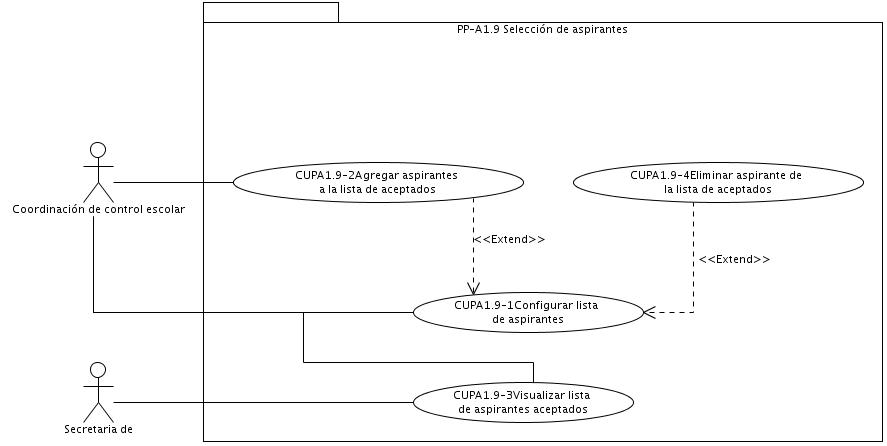 PP-A1.9 Selección de aspirantes
CUPA1.9-2Agregar aspirantes
a la lista de aceptados
CUPA1.9-4Eliminar aspirante de
la lista de aceptados
Coordinación de control escolar
<<Extend>>
<<Extend>>
CUPA1.9-1Configurar lista
de aspirantes
CUPA1.9-3Visualizar lista
de aspirantes aceptados
Secretaria de